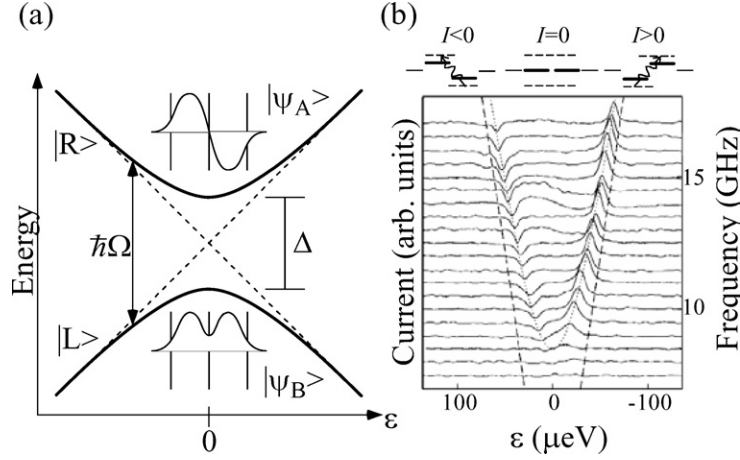 (a)
|ψA>
|R>
Energy
ħΩ
Δ
|L>
|ψB>
0
ε
(b)
I<0
I=0
I>0
Current (arb. units)
15
10
Frequency (GHz)
100
0
-100
ε (μeV)